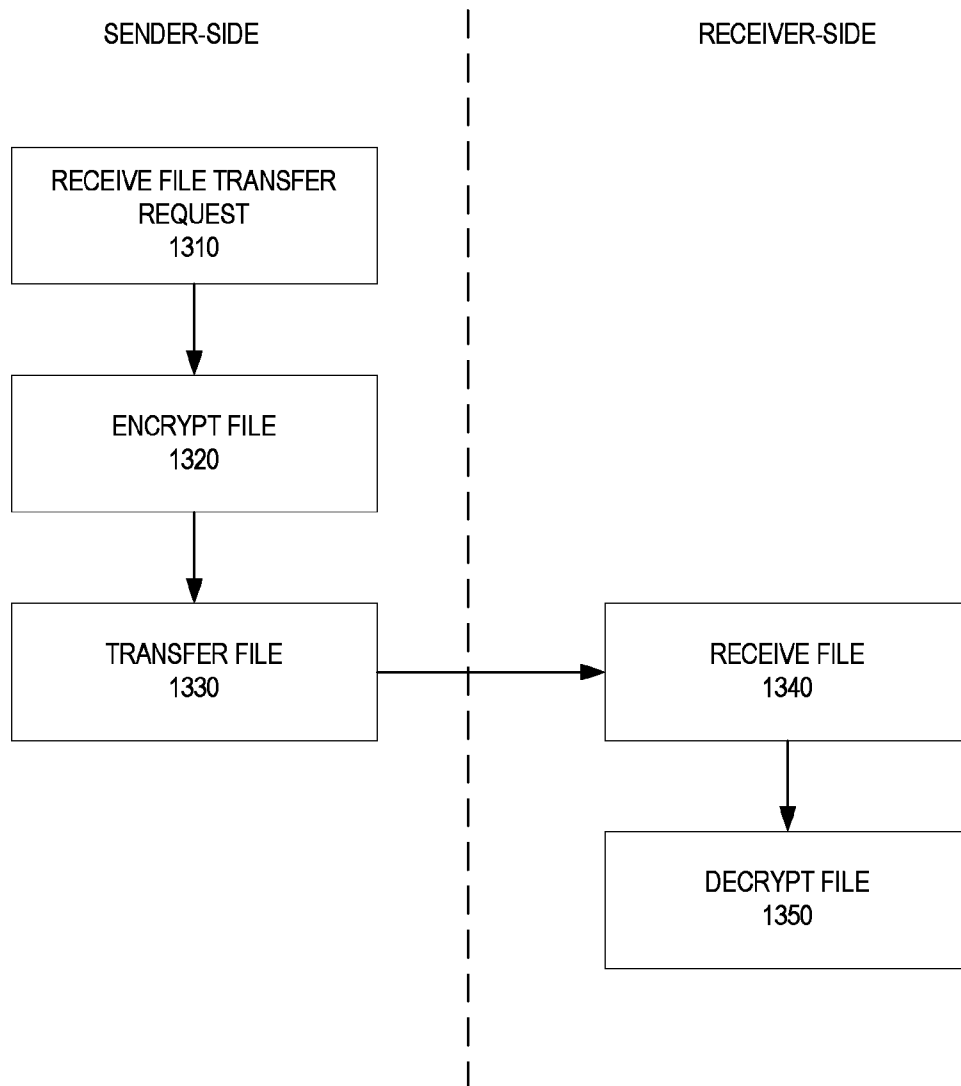 SENDER-SIDE
RECEIVER-SIDE
RECEIVE FILE TRANSFER
REQUEST
1310
ENCRYPT FILE
1320
TRANSFER FILE
1330
RECEIVE FILE
1340
DECRYPT FILE
1350